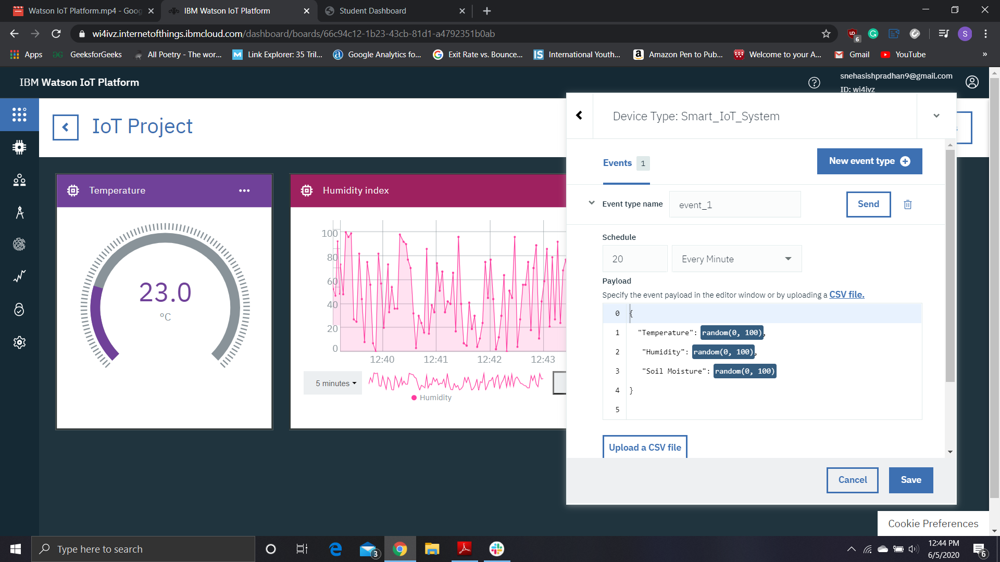 Watson IoT Platform.mp4 - Goog
IBM Watson IoT Platform
Student Dashboard
wi4ivz.internetofthings.ibmcloud.com/dashboard/boards/66c94c12-1b23-43cb-81d1-a4792351b0ab
6
S
Apps
GeeksforGeeks
All Poetry - The wor...
Link Explorer: 35 Tril...
Google Analytics fo...
Exit Rate vs. Bounce...
International Youth...
Amazon Pen to Pub...
Welcome to your A...
Gmail
YouTube
»
IBM Watson IoT Platform
snehasishpradhan9@gmail.com
ID: wi4ivz
IoT Project
Device Type: Smart_IoT_System
Events 1
New event type
Event type name
event_1
Send
Schedule
20
Every Minute
Payload
Specify the event payload in the editor window or by uploading a CSV file.
0 {
1 "Temperature": random(0, 100),
2 "Humidity": random(0, 100),
3 "Soil Moisture": random(0, 100)
4 }
5
Upload a CSV file
Cancel
Save
Temperature
23.0
°C
Humidity index
100
80
60
40
20
0
12:40
12:41
12:42
12:43
5 minutes
Humidity
Cookie Preferences
Type here to search
3
12:44 PM
6/5/2020
6